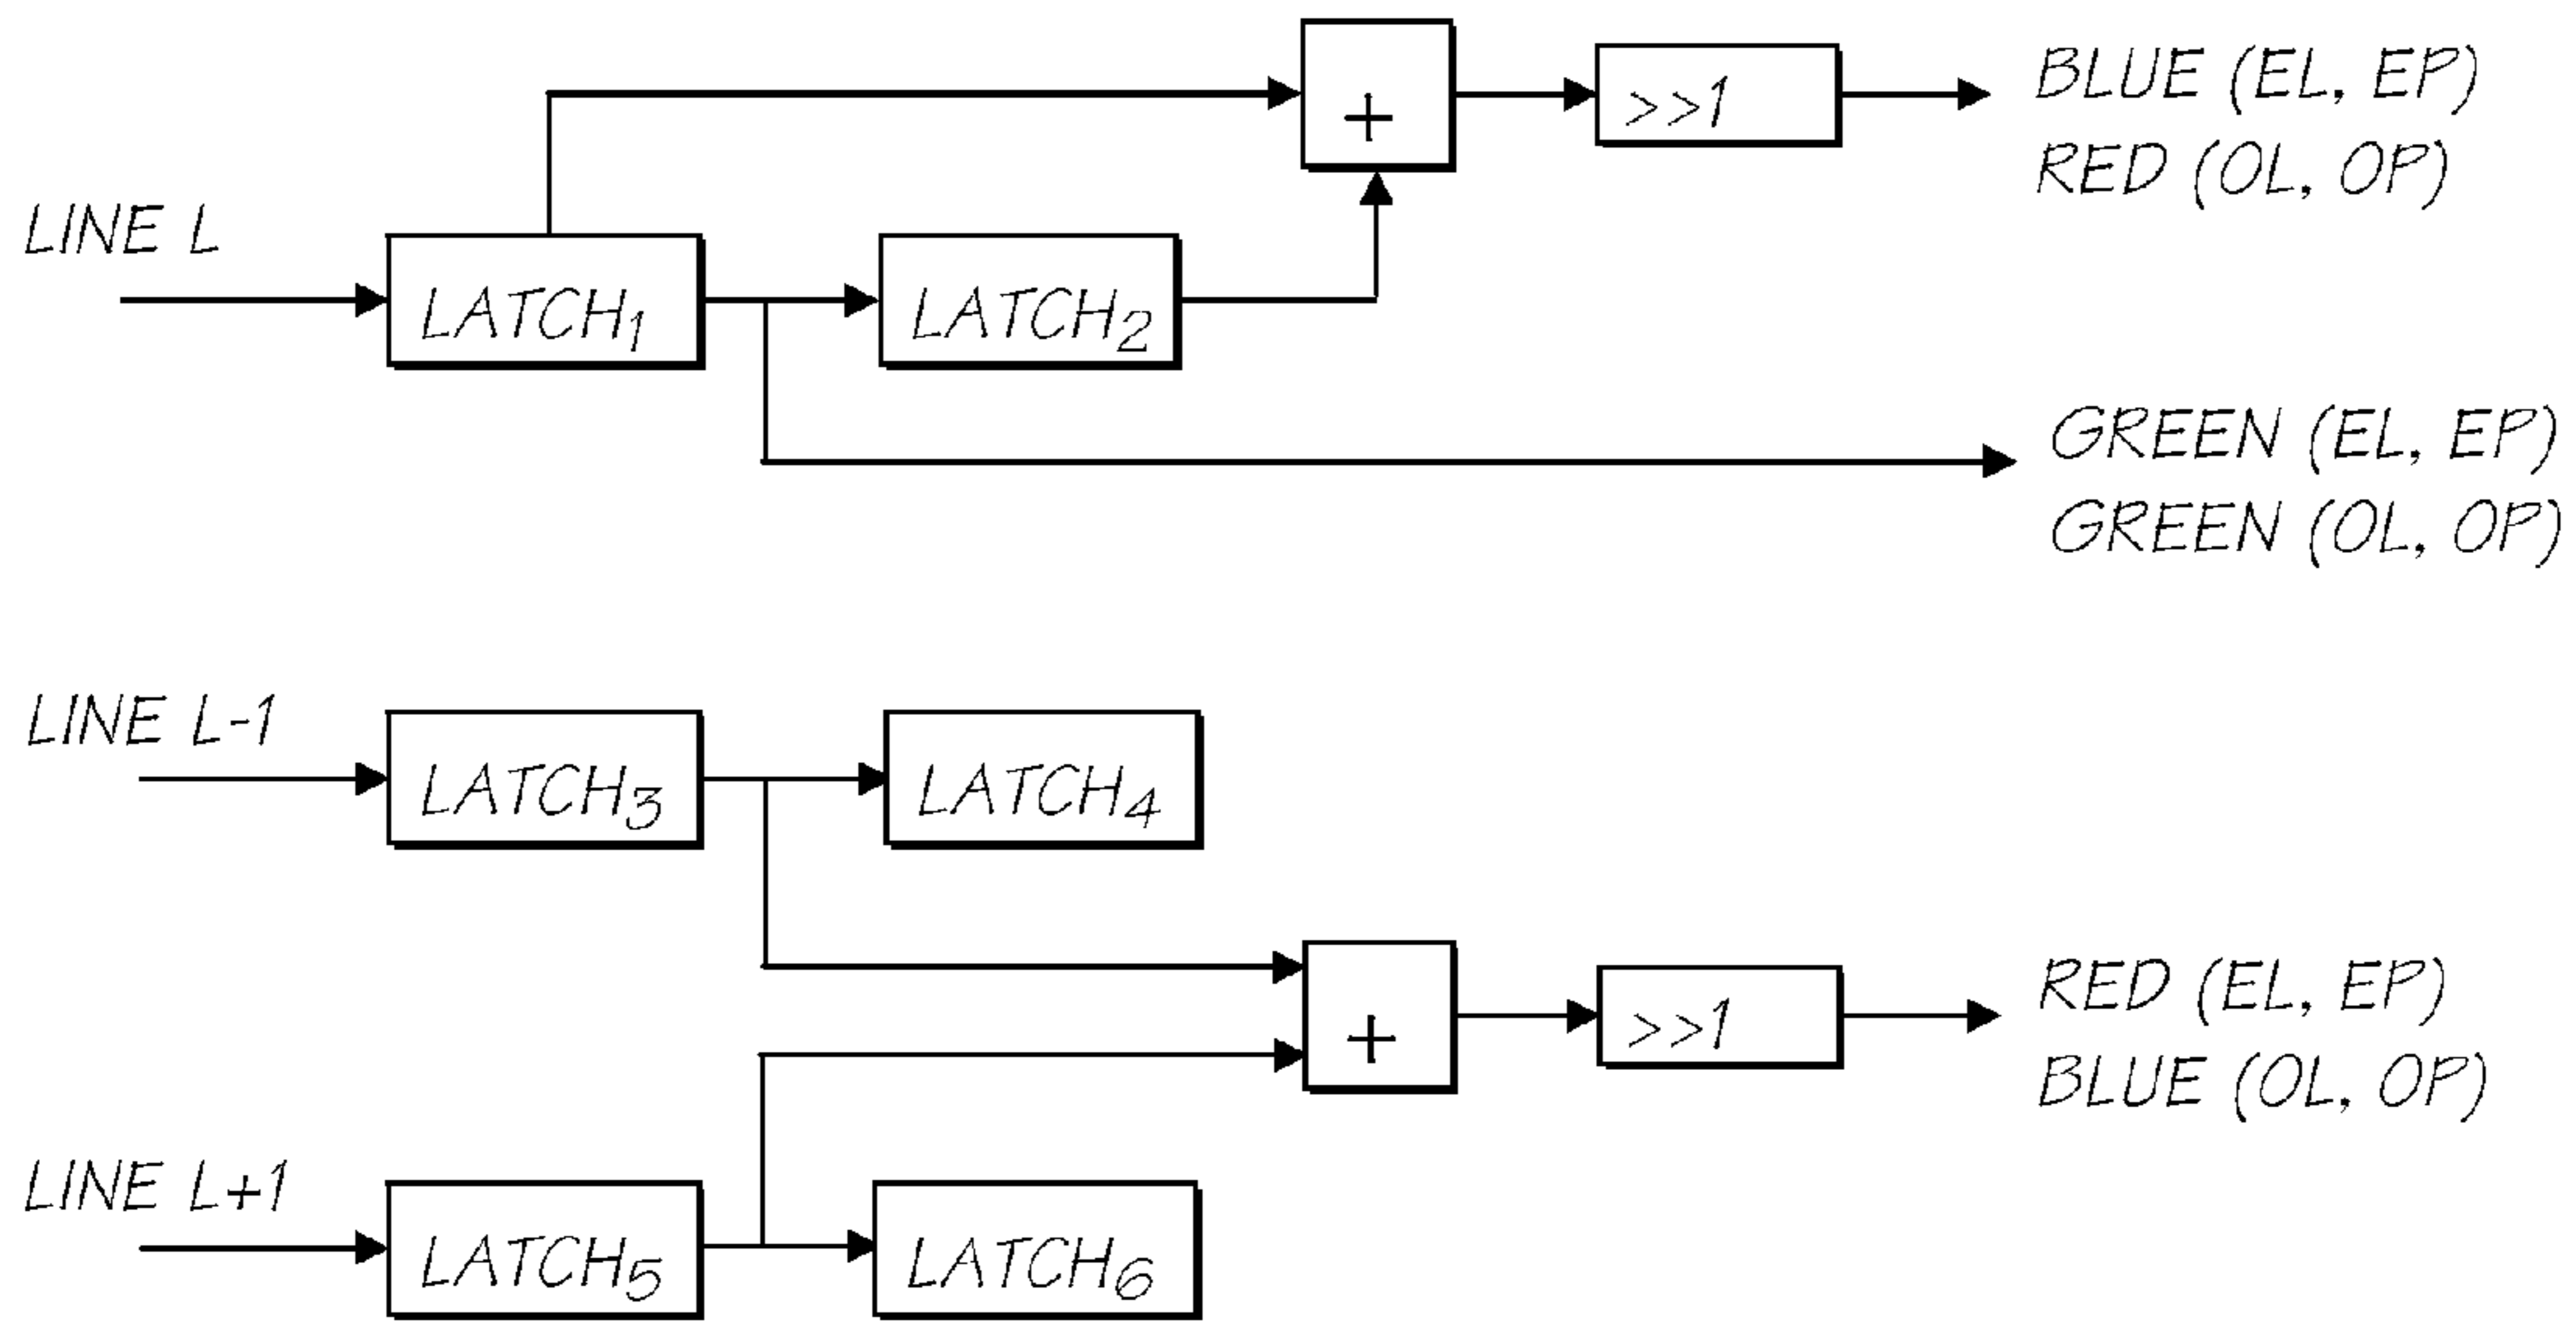 BLUE (EL, EP)
RED (OL, OP)
+
>>1
LINE L
LATCH1
LATCH2
GREEN (EL, EP)
GREEN (OL, OP)
LINE L-1
LATCH3
LATCH4
+
>>1
RED (EL, EP)
BLUE (OL, OP)
LINE L+1
LATCH5
LATCH6